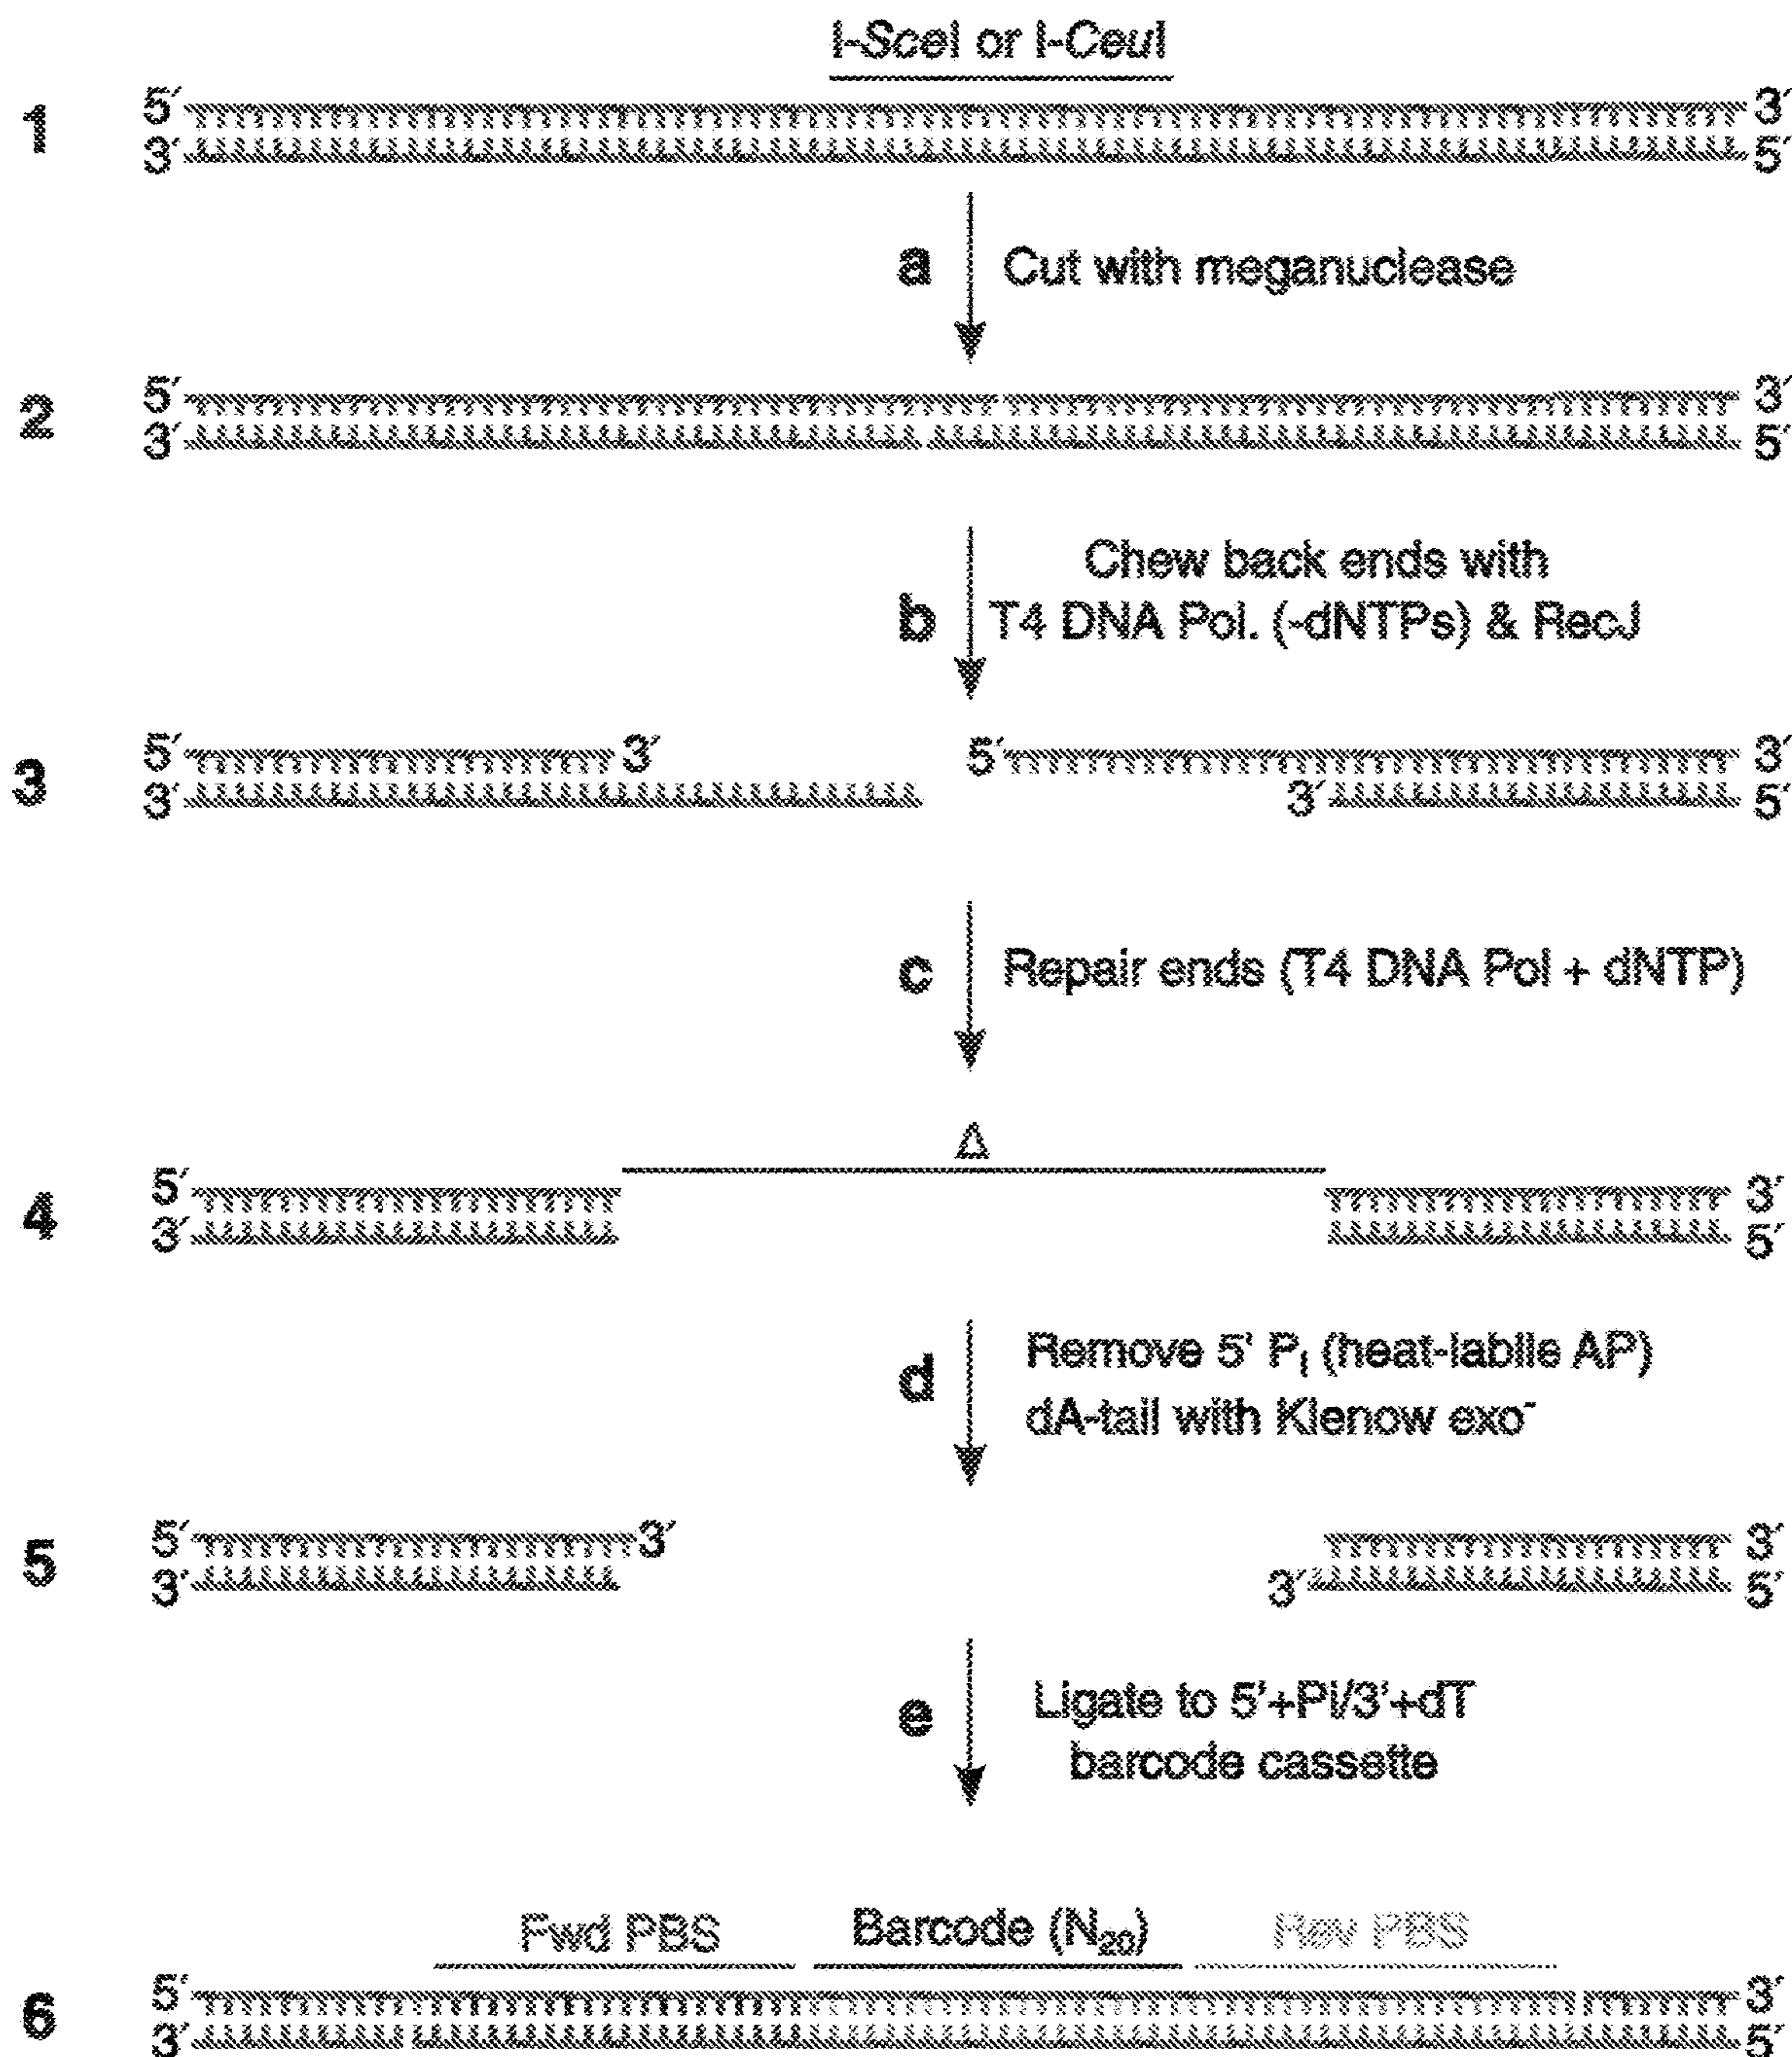 I-SceI or I-CeuI
1
5′ 3′
3′ 5′
a Cut with meganuclease
2
5′ 3′
3′ 5′
Chew back ends with
b T4 DNA Pol. (-dNTPs) & RecJ
3
5′ 3′ 5′ 3′
3′ 3′ 5′
c Repair ends (T4 DNA Pol + dNTP)
Δ
4
5′ 3′
3′ 5′
d
Remove 5' Pi (heat-labile AP)
dA-tail with Klenow exo-
5
5′ 3′ 3′
3′ 3′ 5′
e
Ligate to 5'+Pi/3'+dT
barcode cassette
Fwd PBS Barcode (N20) Rev PBS
6
5′ 3′
3′ 5′